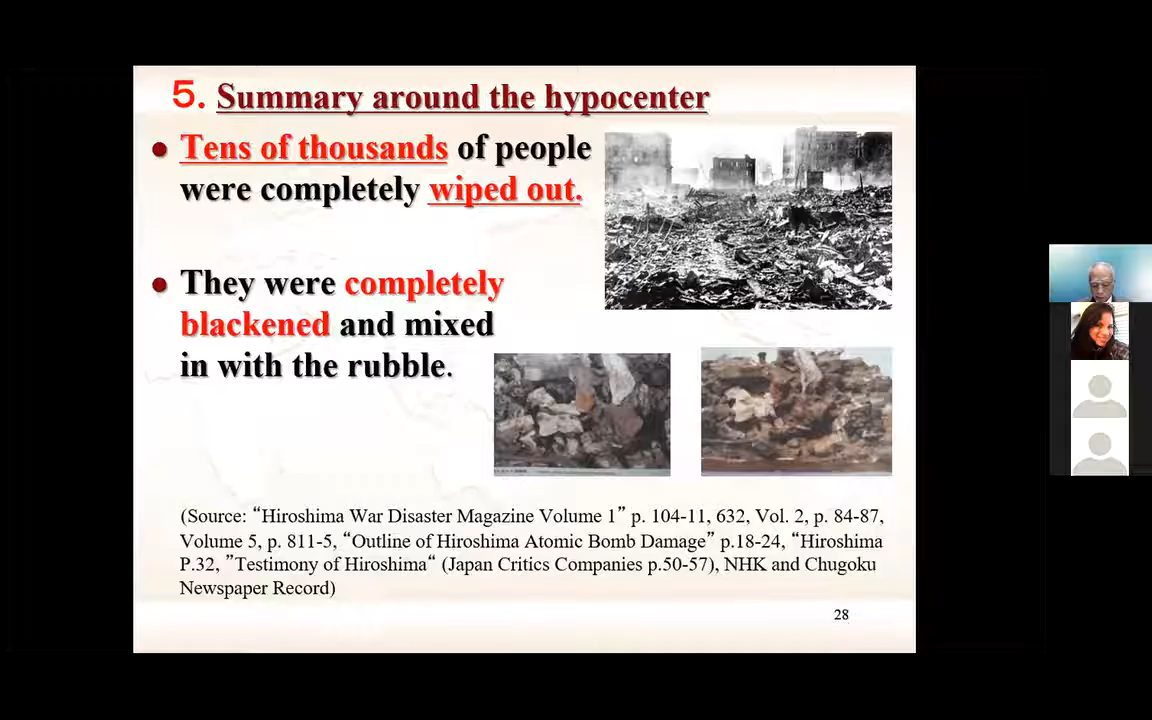 5. Summary around the hypocenter
Tens of thousands of people
were completely wiped out.
They were completely
blackened and mixed
in with the rubble.
(Source: “Hiroshima War Disaster Magazine Volume 1” p. 104-11, 632, Vol. 2, p. 84-87,
Volume 5, p. 811-5, “Outline of Hiroshima Atomic Bomb Damage” p.18-24, “Hiroshima
P.32, ”Testimony of Hiroshima“ (Japan Critics Companies p.50-57), NHK and Chugoku
Newspaper Record)
28